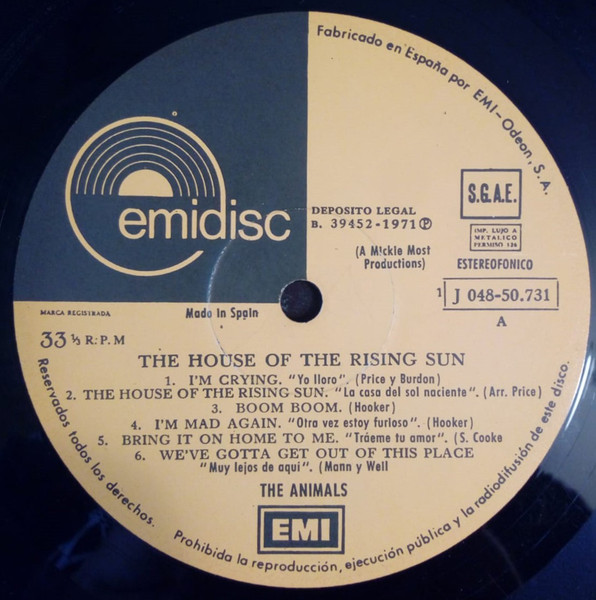 Fabricado en España por EMI-Odeon, S.A.
emidisc
DEPOSITO LEGAL
B. 39452-1971 Ⓟ
(A Mickie Most
Productions)
S.G.A.E.
IMP. LUJO A
METALICO
PERMISO 136
ESTEREOFONICO
1J 048-50.731
A
MARCA REGISTRADA
Made in Spain
33 ⅓ R.P.M
THE HOUSE OF THE RISING SUN
1. I'M CRYING. "Yo lloro". (Price y Burdon)
2. THE HOUSE OF THE RISING SUN. "La casa del sol naciente". (Arr. Price)
3. BOOM BOOM. (Hooker)
4. I'M MAD AGAIN. "Otra vez estoy furioso". (Hooker)
5. BRING IT ON HOME TO ME. "Tráeme tu amor". (S. Cooke
6. WE'VE GOTTA GET OUT OF THIS PLACE
"Muy lejos de aquí". (Mann y Well
THE ANIMALS
EMI
Reservados todos los derechos. Prohibida la reproducción, ejecución pública y la radiodifusión de este disco.